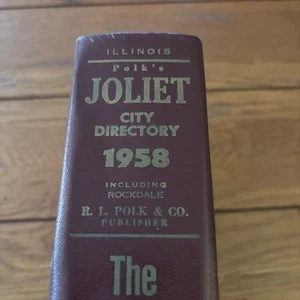 ILLINOIS
Polk's
JOLIET
CITY
DIRECTORY
1958
INCLUDING
ROCKDALE
R. L. POLK & CO.
PUBLISHER
The